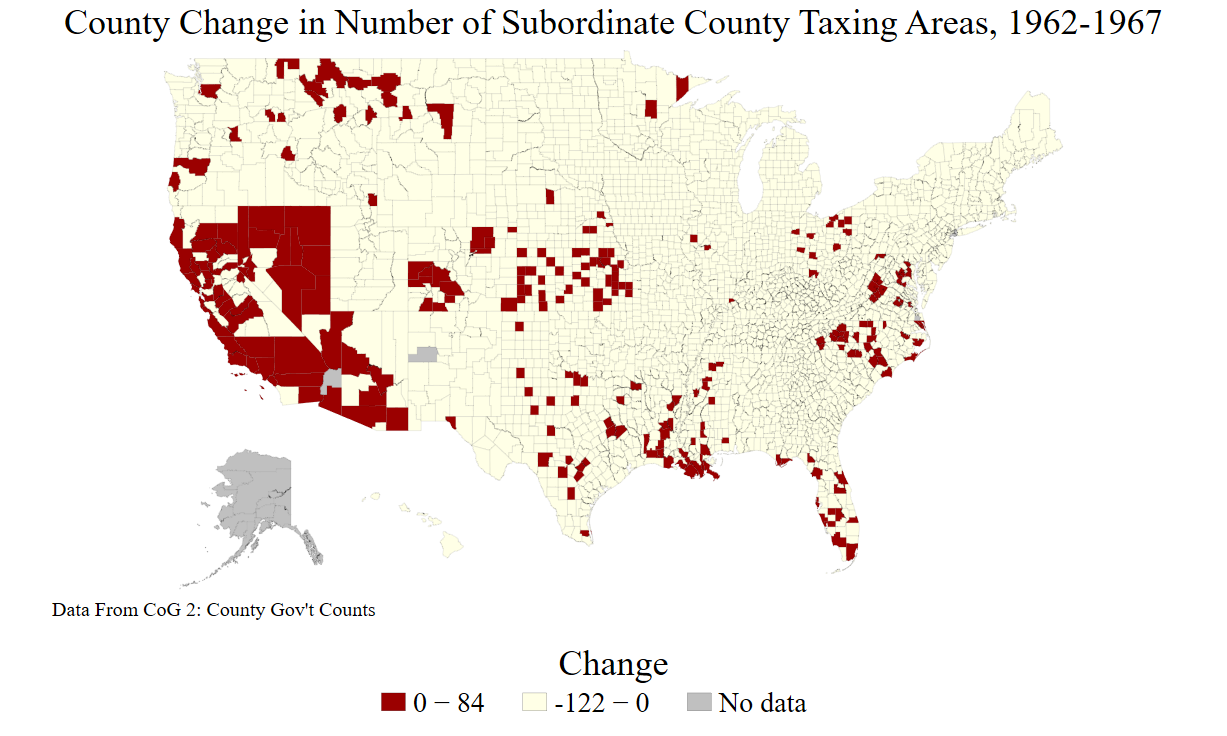 County Change in Number of Subordinate County Taxing Areas, 1962-1967
Data From CoG 2: County Gov't Counts
Change
0 − 84 -122 − 0 No data